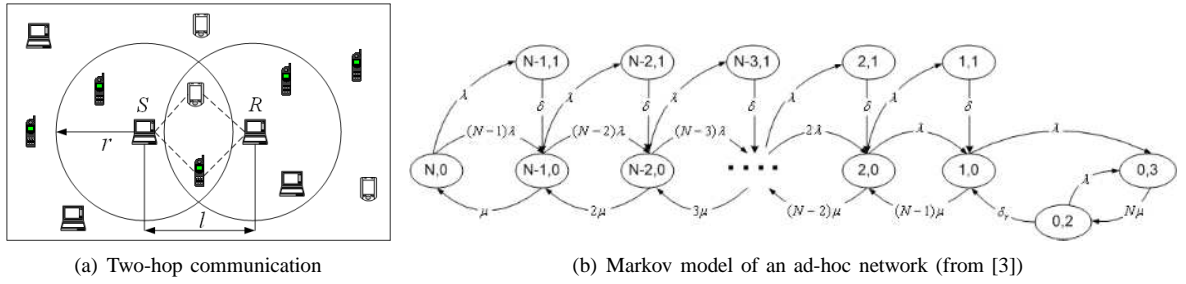 S
R
r
l
(a) Two-hop communication
N-1,1
N-2,1
N-3,1
2,1
1,1
λ
δ
λ
δ
λ
δ
λ
δ
λ
δ
(N-1)λ
(N-2)λ
(N-3)λ
2λ
λ
λ
N,0
N-1,0
N-2,0
2,0
1,0
0,3
μ
2μ
3μ
(N-2)μ
(N-1)μ
δr
λ
Nμ
0,2
(b) Markov model of an ad-hoc network (from [3])